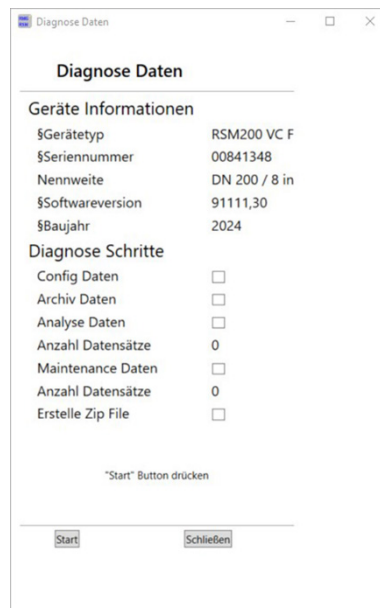 Diagnose Daten
Diagnose Daten
Geräte Informationen
§Gerätetyp RSM200 VC F
§Seriennummer 00841348
Nennweite DN 200 / 8 in
§Softwareversion 91111,30
§Baujahr 2024
Diagnose Schritte
Config Daten
Archiv Daten
Analyse Daten
Anzahl Datensätze 0
Maintenance Daten
Anzahl Datensätze 0
Erstelle Zip File
"Start" Button drücken
Start Schließen